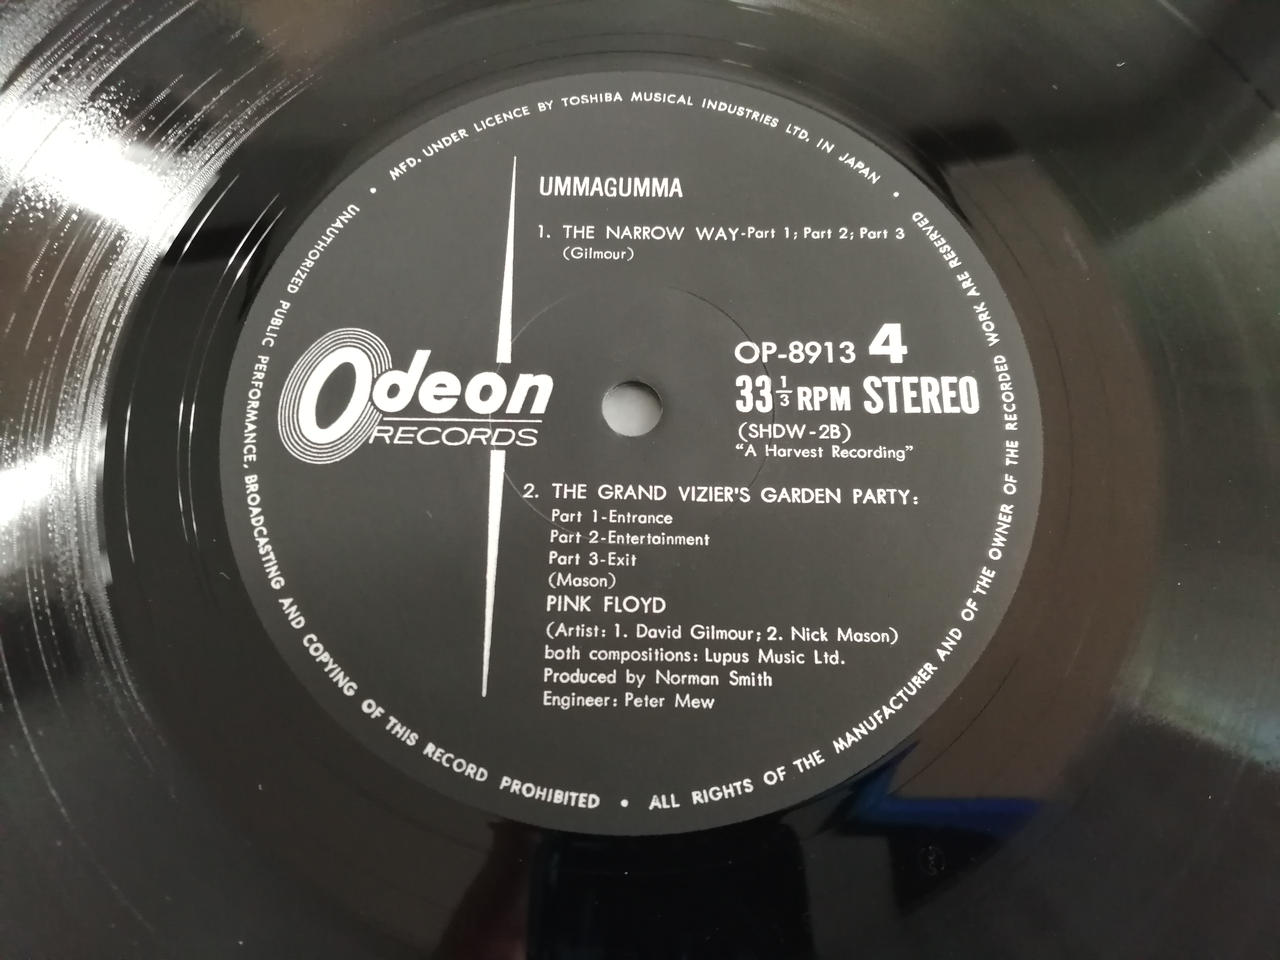 MFD. UNDER LICENCE BY TOSHIBA MUSICAL INDUSTRIES LTD. IN JAPAN
UMMAGUMMA
1. THE NARROW WAY-Part 1; Part 2; Part 3
(Gilmour)
Odeon
RECORDS
OP-8913 4
33 1/3 RPM STEREO
(SHDW-2B)
"A Harvest Recording"
2. THE GRAND VIZIER'S GARDEN PARTY:
Part 1-Entrance
Part 2-Entertainment
Part 3-Exit
(Mason)
PINK FLOYD
(Artist: 1. David Gilmour; 2. Nick Mason)
both compositions: Lupus Music Ltd.
Produced by Norman Smith
Engineer: Peter Mew
• ALL RIGHTS OF THE MANUFACTURER AND OF THE OWNER OF THE RECORDED WORK ARE RESERVED •
UNAUTHORIZED PUBLIC PERFORMANCE, BROADCASTING AND COPYING OF THIS RECORD PROHIBITED •